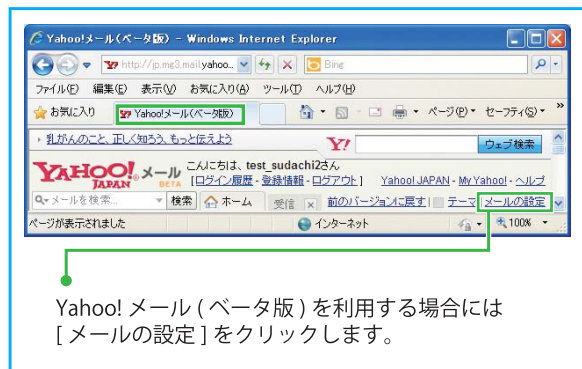 Yahoo!メール(ベータ版) - Windows Internet Explorer
http://jp.mg3.mail.yahoo.. Bing
ファイル(F) 編集(E) 表示(V) お気に入り(A) ツール(T) ヘルプ(H)
お気に入り Yahoo!メール(ベータ版) ページ(P) セーフティ(S) »
・乳がんのこと、正しく知ろう、もっと伝えよう Y! ウェブ検索
YAHOO! JAPAN メール BETA こんにちは、test_sudachi2さん
[ログイン履歴 - 登録情報 - ログアウト] Yahoo! JAPAN - My Yahoo! - ヘルプ
メールを検索... 検索 ホーム 受信 × 前のバージョンに戻す テーマ メールの設定
ページが表示されました インターネット 100%
Yahoo! メール ( ベータ版 ) を利用する場合には
[ メールの設定 ] をクリックします。